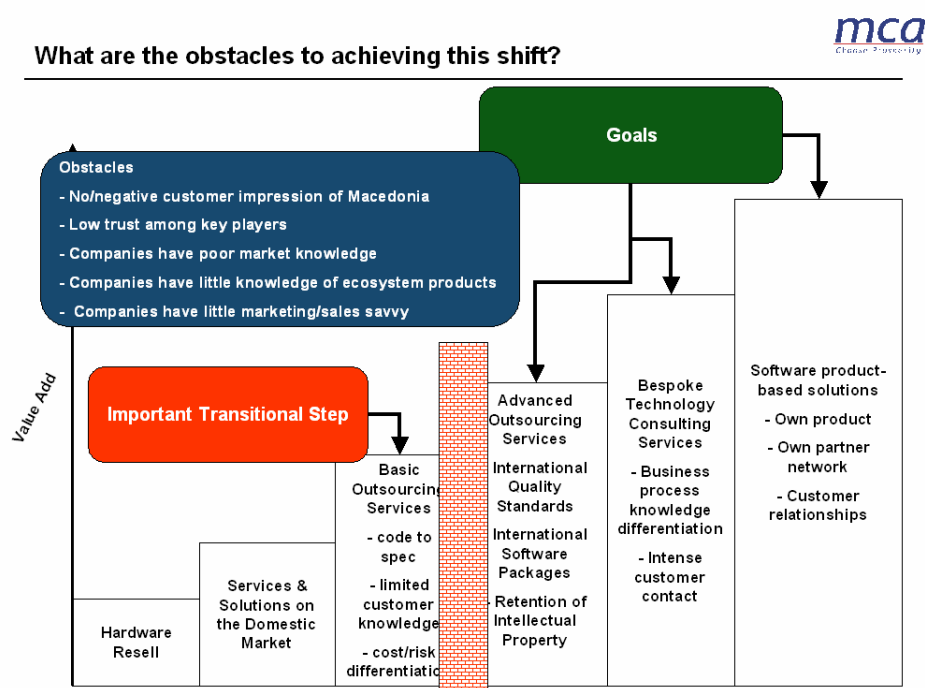 mca
Choose Prosperity
What are the obstacles to achieving this shift?
Goals
Obstacles
- No/negative customer impression of Macedonia
- Low trust among key players
- Companies have poor market knowledge
- Companies have little knowledge of ecosystem products
- Companies have little marketing/sales savvy
Value Add
Important Transitional Step
Hardware
Resell
Services &
Solutions on
the Domestic
Market
Basic
Outsourcing
Services
- code to
spec
- limited
customer
knowledge
- cost/risk
differentiation
Advanced
Outsourcing
Services
International
Quality
Standards
International
Software
Packages
- Retention of
Intellectual
Property
Bespoke
Technology
Consulting
Services
- Business
process
knowledge
differentiation
- Intense
customer
contact
Software product-
based solutions
- Own product
- Own partner
network
- Customer
relationships